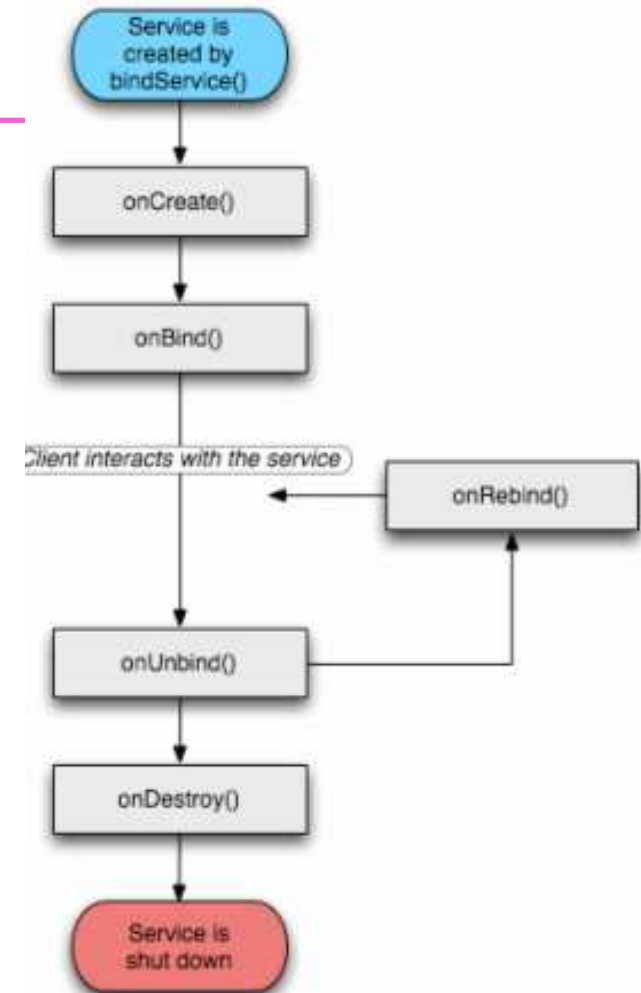 Service is
created by
bindService()
onCreate()
onBind()
Client interacts with the service
onRebind()
onUnbind()
onDestroy()
Service is
shut down